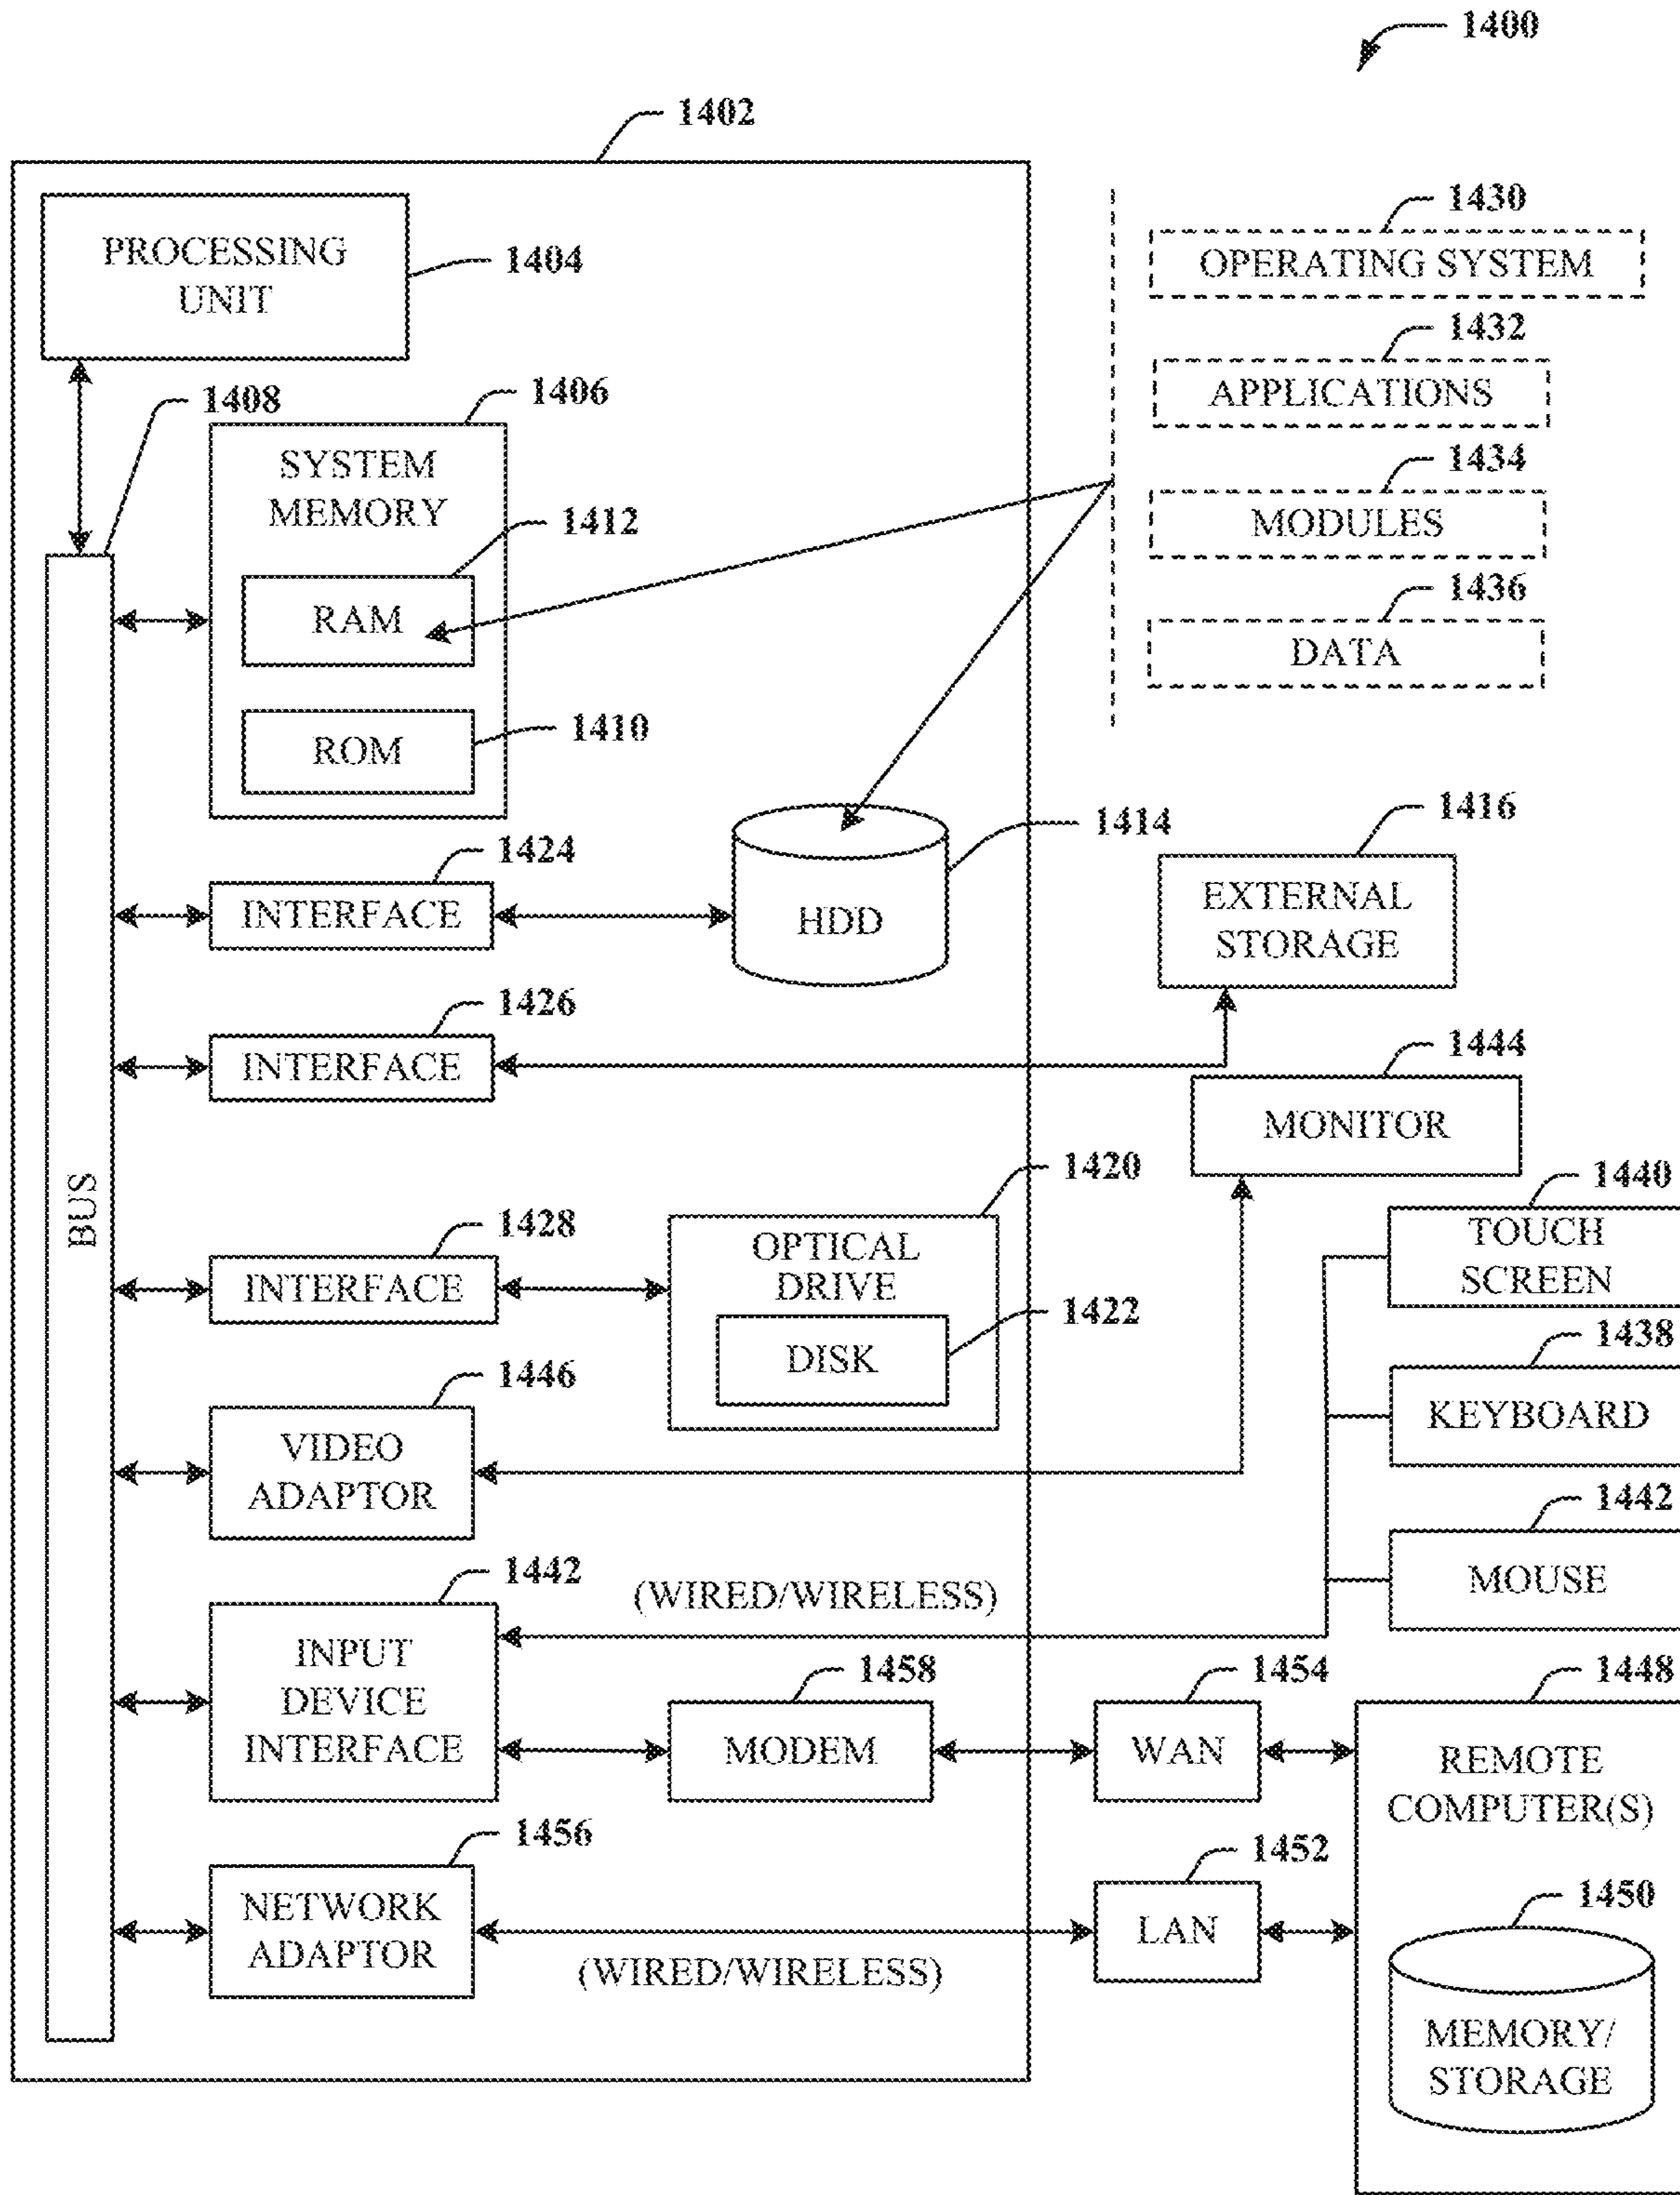 1400
1402
PROCESSING
UNIT
1404
1430
OPERATING SYSTEM
1432
APPLICATIONS
1434
MODULES
1436
DATA
1408
1406
SYSTEM
MEMORY
1412
RAM
1410
ROM
1424
INTERFACE
1414
HDD
1416
EXTERNAL
STORAGE
1426
INTERFACE
1444
MONITOR
BUS
1428
INTERFACE
1420
OPTICAL
DRIVE
1422
DISK
1440
TOUCH
SCREEN
1438
KEYBOARD
1446
VIDEO
ADAPTOR
1442
MOUSE
1442
INPUT
DEVICE
INTERFACE
(WIRED/WIRELESS)
1458
MODEM
1454
WAN
1448
REMOTE
COMPUTER(S)
1456
NETWORK
ADAPTOR
(WIRED/WIRELESS)
1452
LAN
1450
MEMORY/
STORAGE